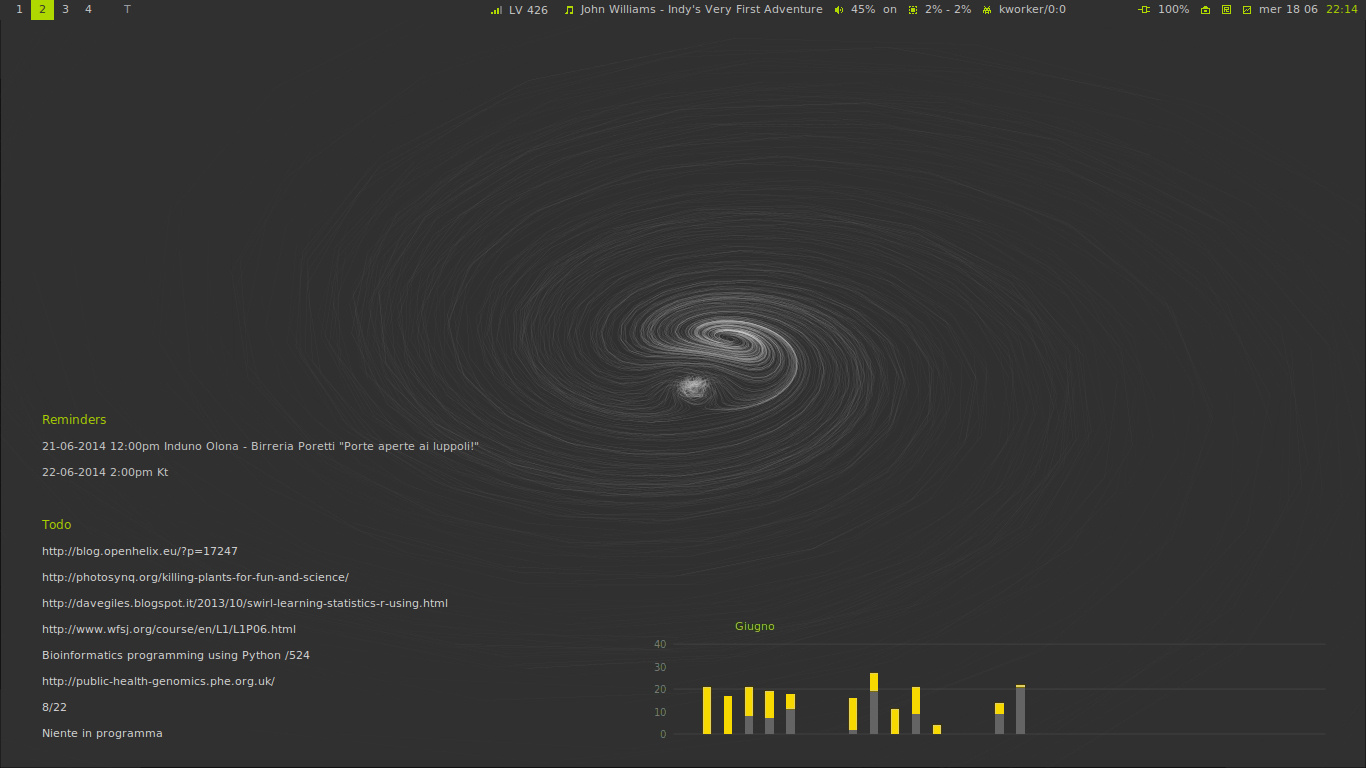 1 2 3 4 T LV 426 John Williams - Indy's Very First Adventure 45% on 2% - 2% kworker/0:0 100% mer 18 06 22:14
Reminders
21-06-2014 12:00pm Induno Olona - Birreria Poretti "Porte aperte ai luppoli!"
22-06-2014 2:00pm Kt
Todo
http://blog.openhelix.eu/?p=17247
http://photosynq.org/killing-plants-for-fun-and-science/
http://davegiles.blogspot.it/2013/10/swirl-learning-statistics-r-using.html
http://www.wfsj.org/course/en/L1/L1P06.html
Bioinformatics programming using Python /524
http://public-health-genomics.phe.org.uk/
8/22
Niente in programma
Giugno
40
30
20
10
0